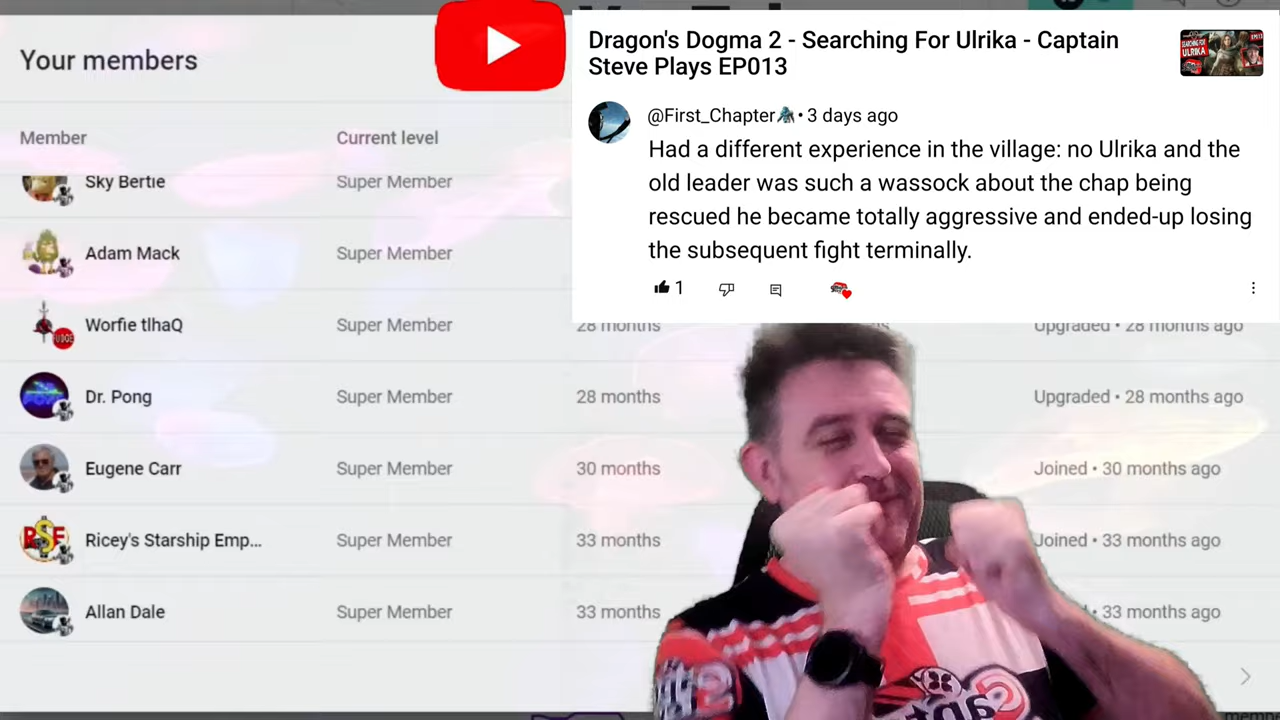 Your members
Dragon's Dogma 2 - Searching For Ulrika - Captain
Steve Plays EP013
SEARCHING FOR
ULRIKA
@First_Chapter • 3 days ago
Had a different experience in the village: no Ulrika and the
old leader was such a wassock about the chap being
rescued he became totally aggressive and ended-up losing
the subsequent fight terminally.
1
Member Current level
Sky Bertie Super Member
Adam Mack Super Member
Worfie tlhaQ Super Member 28 months Upgraded • 28 months ago
Dr. Pong Super Member 28 months Upgraded • 28 months ago
Eugene Carr Super Member 30 months Joined • 30 months ago
RSE Ricey's Starship Emp... Super Member 33 months Joined • 33 months ago
Allan Dale Super Member 33 months • 33 months ago